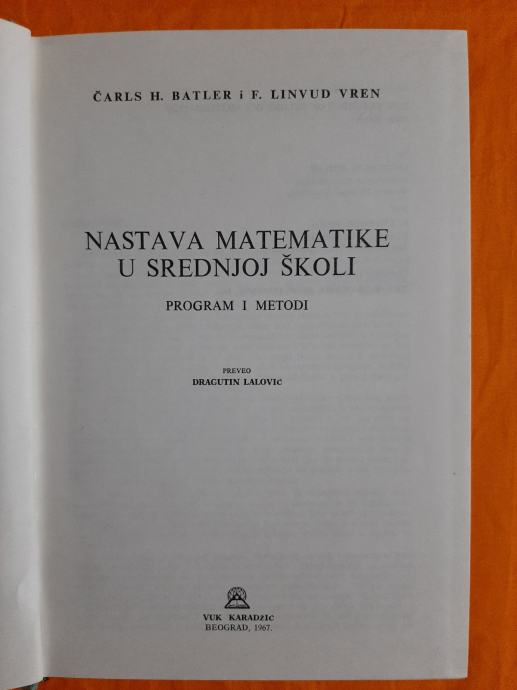 ČARLS H. BATLER i F. LINVUD VREN
NASTAVA MATEMATIKE
U SREDNJOJ ŠKOLI
PROGRAM I METODI
PREVEO
DRAGUTIN LALOVIĆ
VUK KARADŽIĆ
BEOGRAD, 1967.